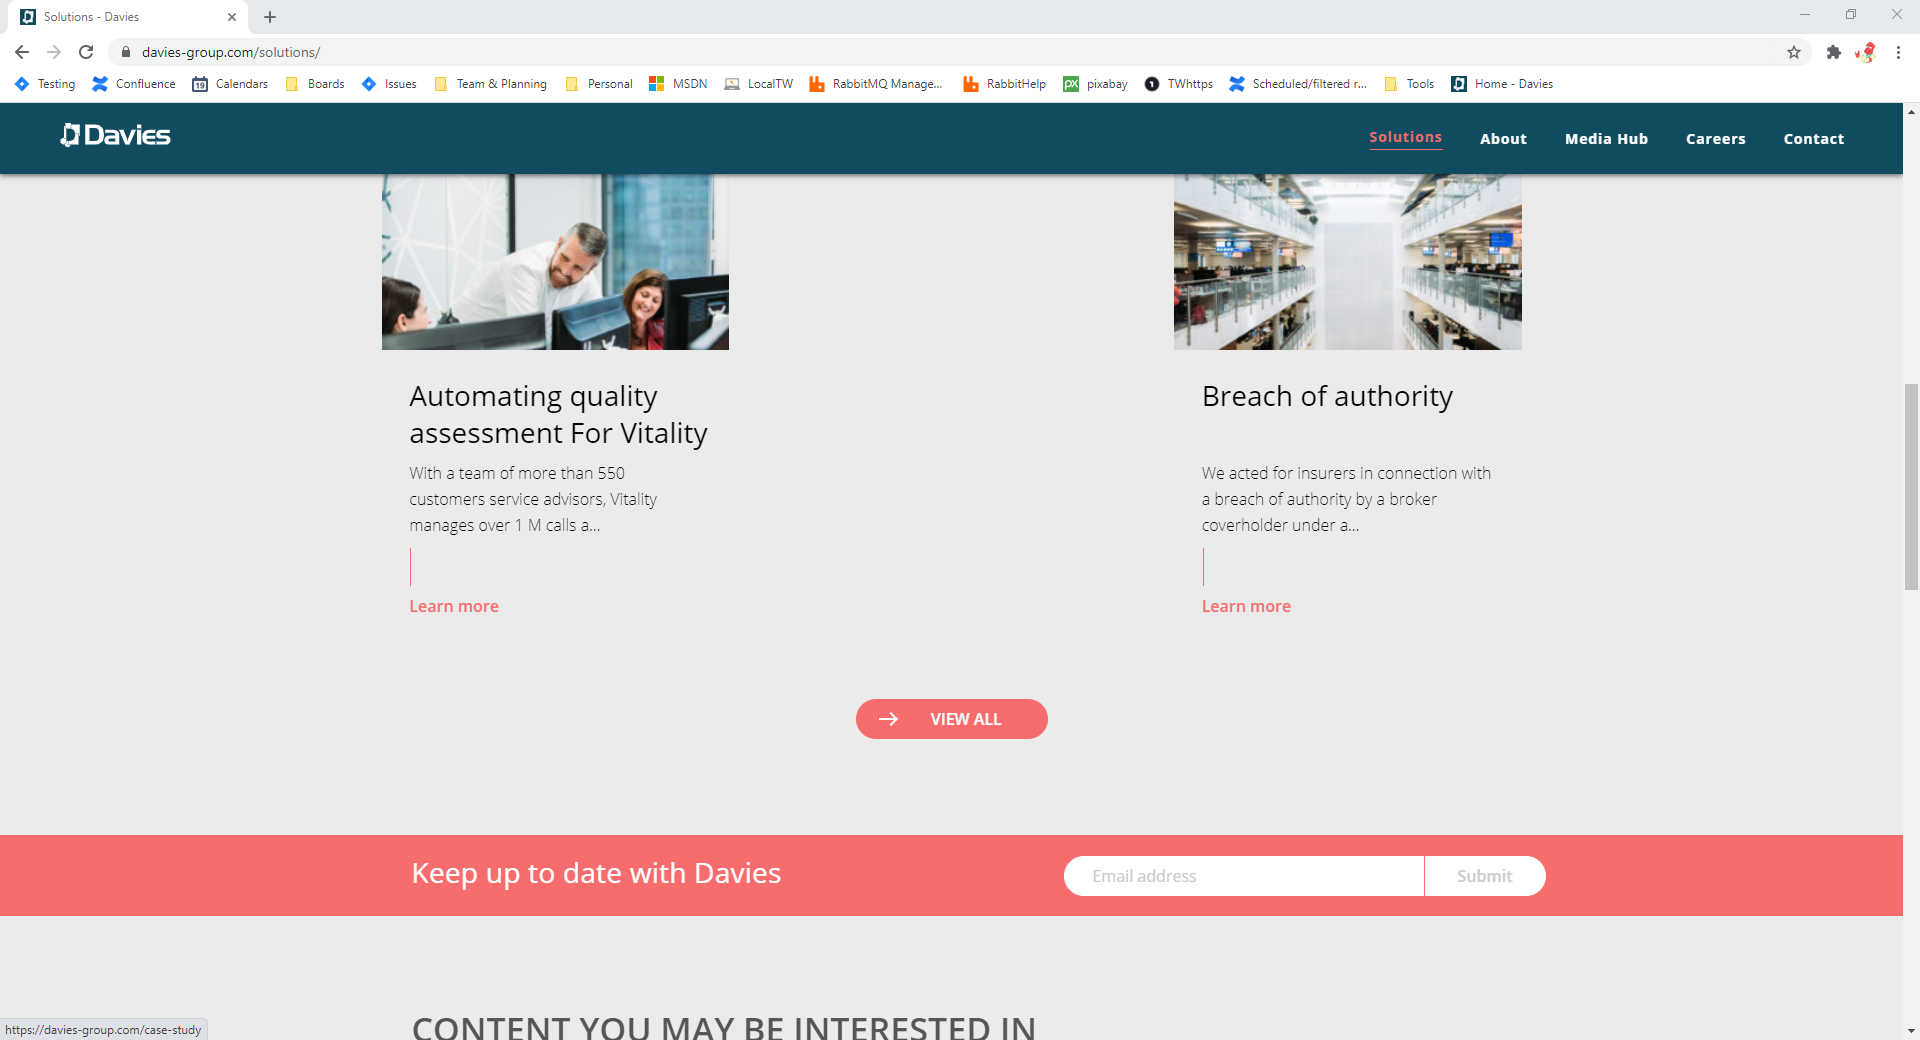 Solutions - Davies
davies-group.com/solutions/
Testing Confluence 19 Calendars Boards Issues Team & Planning Personal MSDN LocalTW RabbitMQ Manage... RabbitHelp px pixabay 1 TWhttps Scheduled/filtered r... Tools Home - Davies
Davies Solutions About Media Hub Careers Contact
Automating quality
assessment For Vitality
With a team of more than 550
customers service advisors, Vitality
manages over 1 M calls a...
Learn more
Breach of authority
We acted for insurers in connection with
a breach of authority by a broker
coverholder under a...
Learn more
VIEW ALL
Keep up to date with Davies
Email address Submit
CONTENT YOU MAY BE INTERESTED IN
https://davies-group.com/case-study